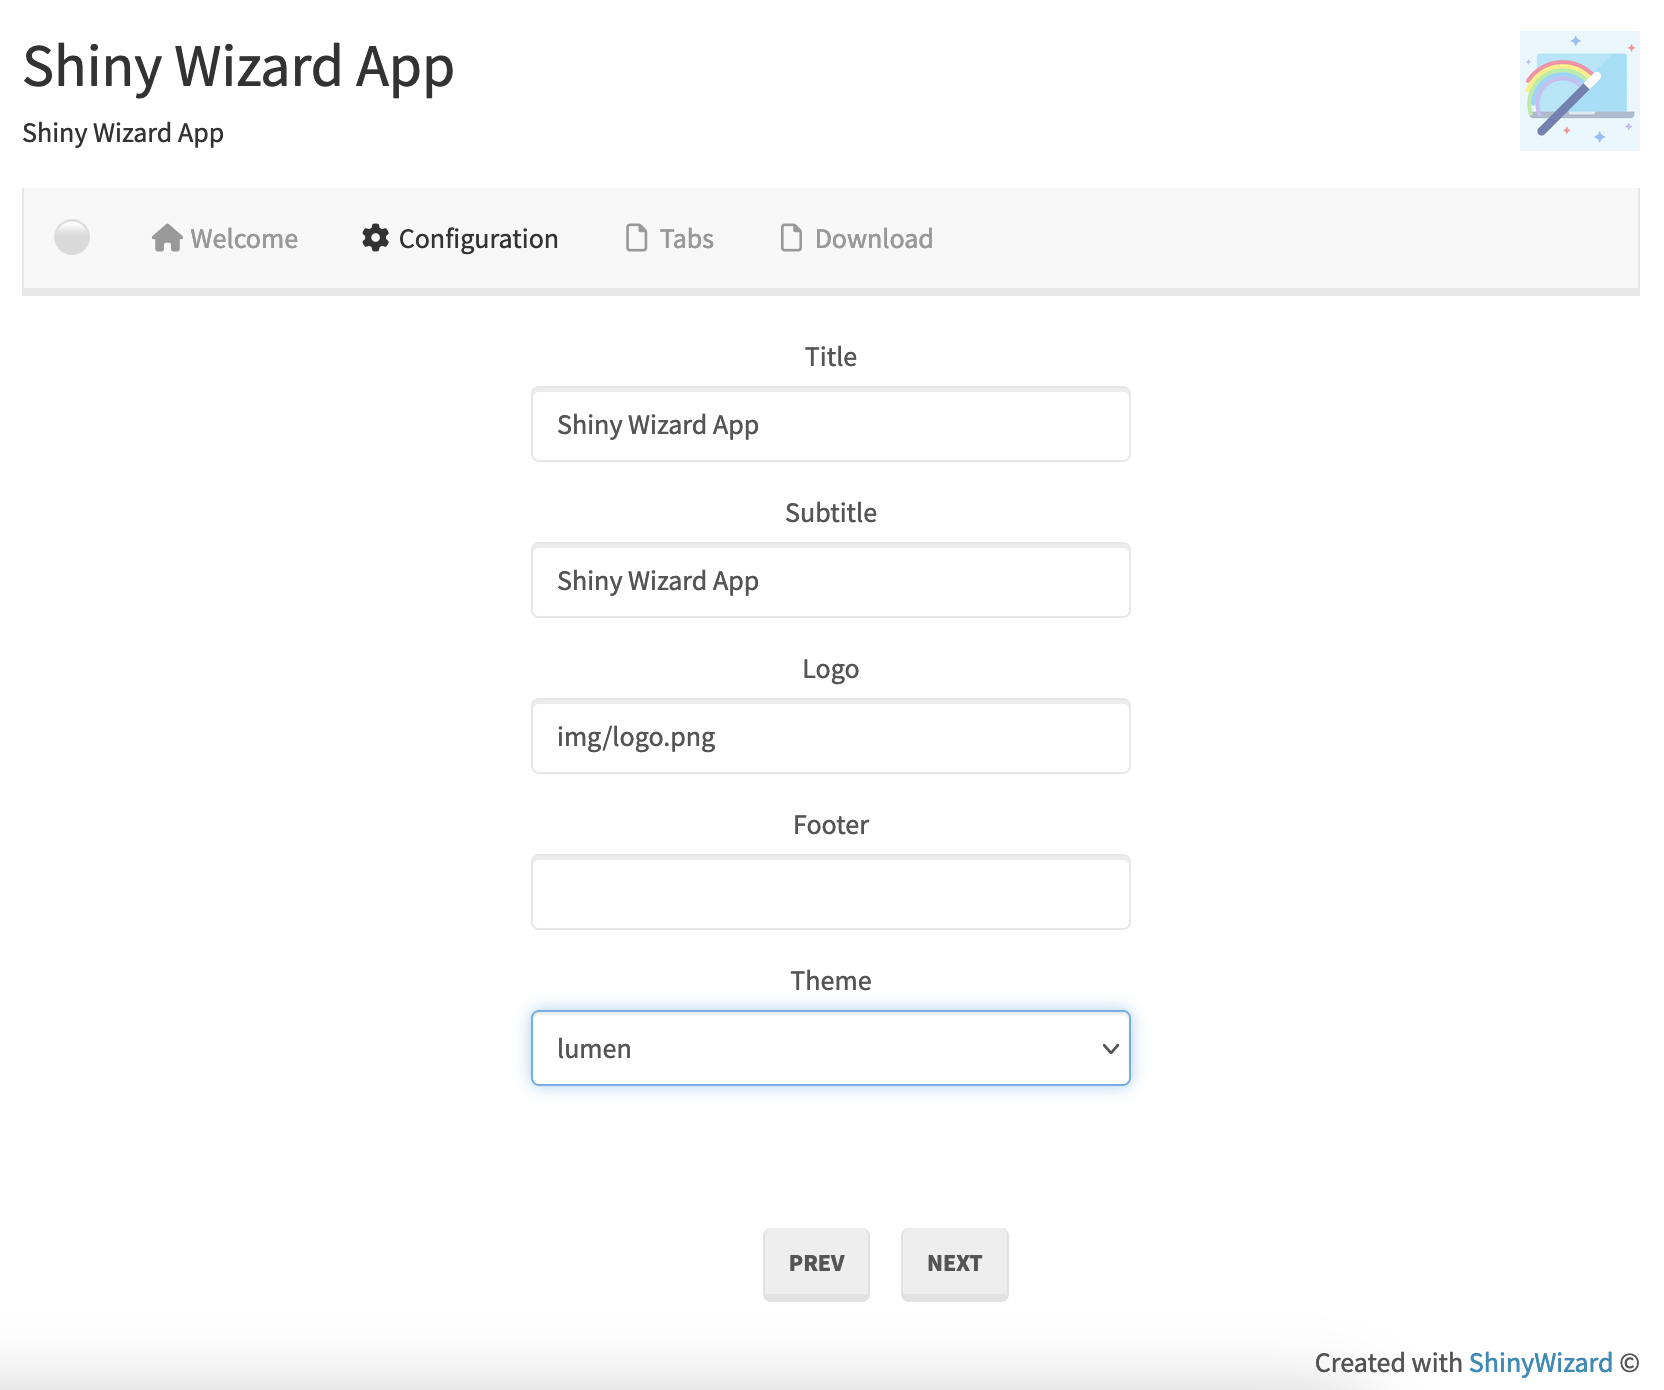 Shiny Wizard App
Shiny Wizard App
Welcome Configuration Tabs Download
Title
Shiny Wizard App
Subtitle
Shiny Wizard App
Logo
img/logo.png
Footer
Theme
lumen
PREV NEXT
Created with ShinyWizard ©